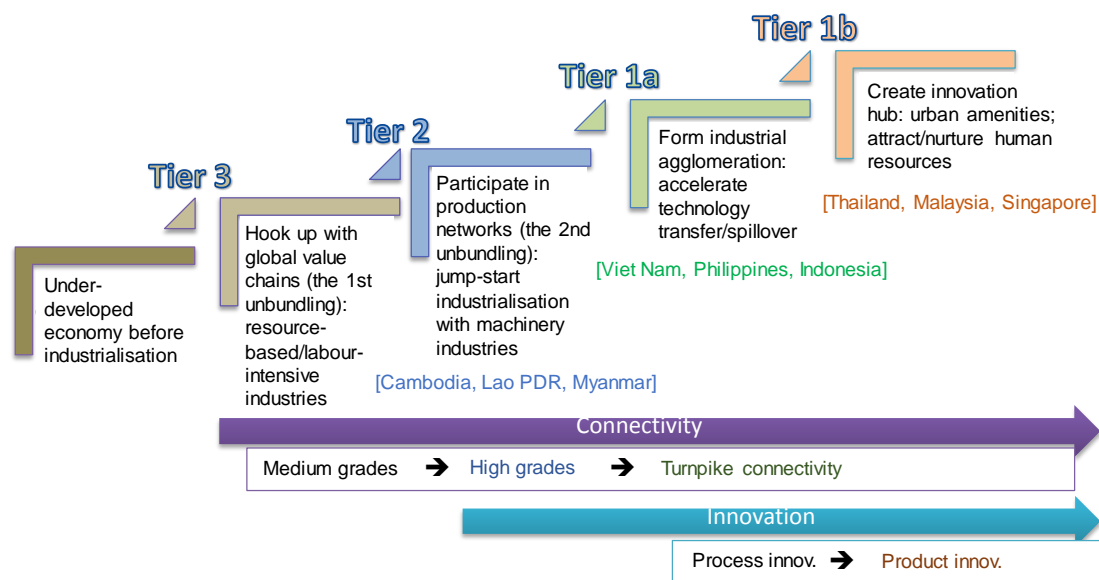 Tier 1b
Tier 1a
Tier 2
Tier 3
Under-
developed
economy before
industrialisation
Hook up with
global value
chains (the 1st
unbundling):
resource-
based/labour-
intensive
industries
Participate in
production
networks (the 2nd
unbundling):
jump-start
industrialisation
with machinery
industries
[Cambodia, Lao PDR, Myanmar]
Form industrial
agglomeration:
accelerate
technology
transfer/spillover
[Viet Nam, Philippines, Indonesia]
Create innovation
hub: urban amenities;
attract/nurture human
resources
[Thailand, Malaysia, Singapore]
Connectivity
Medium grades ➔ High grades ➔ Turnpike connectivity
Innovation
Process innov. ➔ Product innov.